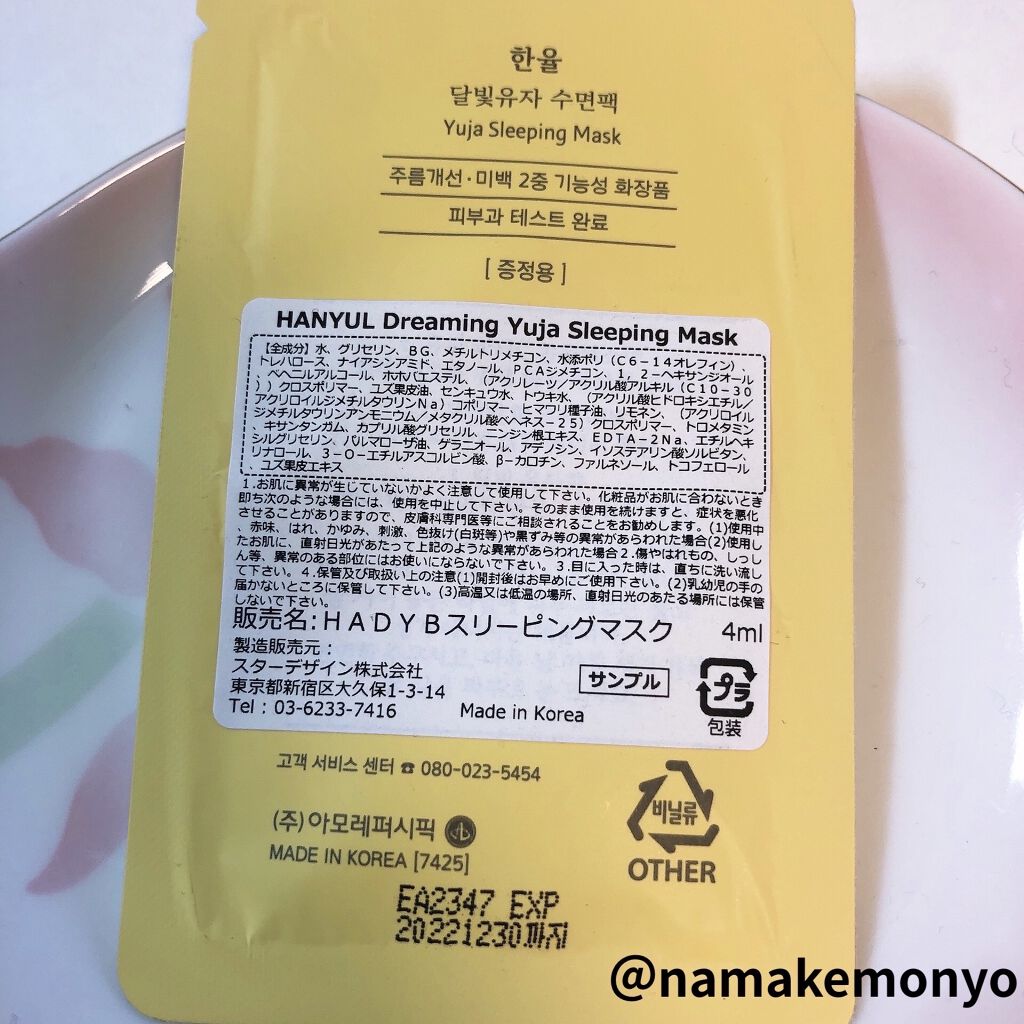 한율
달빛유자 수면팩
Yuja Sleeping Mask
주름개선·미백 2중 기능성 화장품
피부과 테스트 완료
[ 증정용 ]
HANYUL Dreaming Yuja Sleeping Mask
【全成分】水、グリセリン、BG、メチルトリメチコン、水添ポリ(C6-14オレフィン)、
トレハロース、ナイアシンアミド、エタノール、PCAジメチコン、1,2-ヘキサンジオール
、ベヘニルアルコール、ホホバエステル、(アクリレーツ/アクリル酸アルキル(C10-30
))クロスポリマー、ユズ果皮油、センキュウ水、トウキ水、(アクリル酸ヒドロキシエチル/
アクリロイルジメチルタウリンNa)コポリマー、ヒマワリ種子油、リモネン、(アクリロイル
ジメチルタウリンアンモニウム/メタクリル酸ベヘネス-25)クロスポリマー、トロメタミン
キサンタンガム、カプリル酸グリセリル、ニンジン根エキス、EDTA-2Na、エチルヘキ
シルグリセリン、パルマローザ油、ゲラニオール、アデノシン、イソステアリン酸ソルビタン、
リナロール、3-O-エチルアスコルビン酸、β-カロチン、ファルネソール、トコフェロール
、ユズ果皮エキス
1.お肌に異常が生じていないかよく注意して使用して下さい。化粧品がお肌に合わないとき
即ち次のような場合には、使用を中止して下さい。そのまま使用を続けますと、症状を悪化
させることがありますので、皮膚科専門医等にご相談されることをお勧めします。(1)使用中
、赤味、はれ、かゆみ、刺激、色抜け(白斑等)や黒ずみ等の異常があらわれた場合(2)使用し
たお肌に、直射日光があたって上記のような異常があらわれた場合 2.傷やはれもの、しっし
ん等、異常のある部位にはお使いにならないで下さい。3.目に入った時は、直ちに洗い流し
て下さい。4.保管及び取扱い上の注意(1)開封後はお早めにご使用下さい。(2)乳幼児の手の
届かないところに保管して下さい。(3)高温又は低温の場所、直射日光のあたる場所には保管
しないで下さい。
販売名:HADYBスリーピングマスク 4ml
製造販売元:
スターデザイン株式会社
東京都新宿区大久保1-3-14
Tel : 03-6233-7416 Made in Korea
サンプル
プラ
包装
고객 서비스 센터 ☎ 080-023-5454
(주)아모레퍼시픽
MADE IN KOREA [7425]
비닐류
OTHER
EA2347 EXP
20221230까지
@namakemonyo